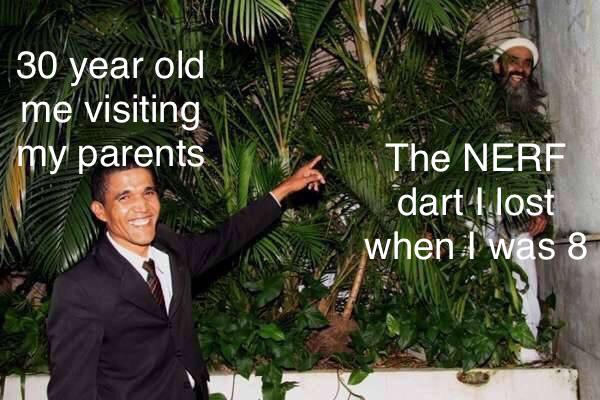 30 year old
me visiting
my parents
The NERF
dart I lost
when I was 8